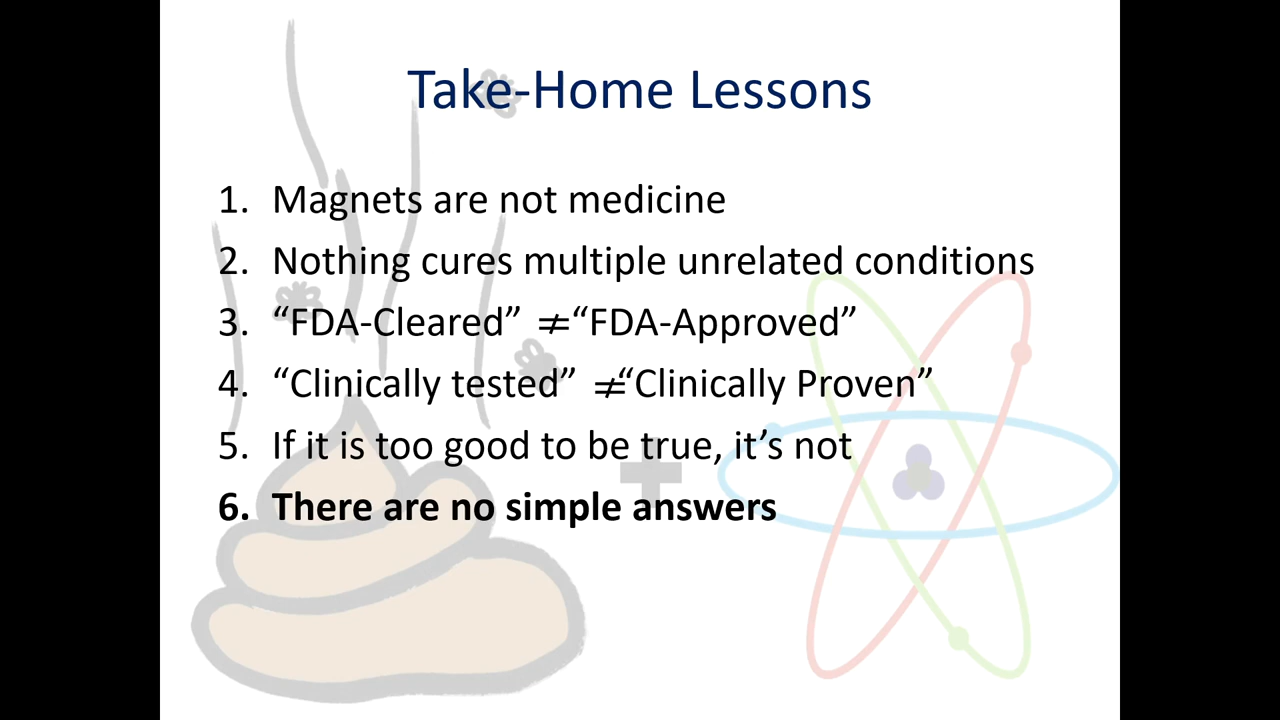 Take-Home Lessons
1. Magnets are not medicine
2. Nothing cures multiple unrelated conditions
3. “FDA-Cleared” ≠ “FDA-Approved”
4. “Clinically tested” ≠ “Clinically Proven”
5. If it is too good to be true, it’s not
6. There are no simple answers